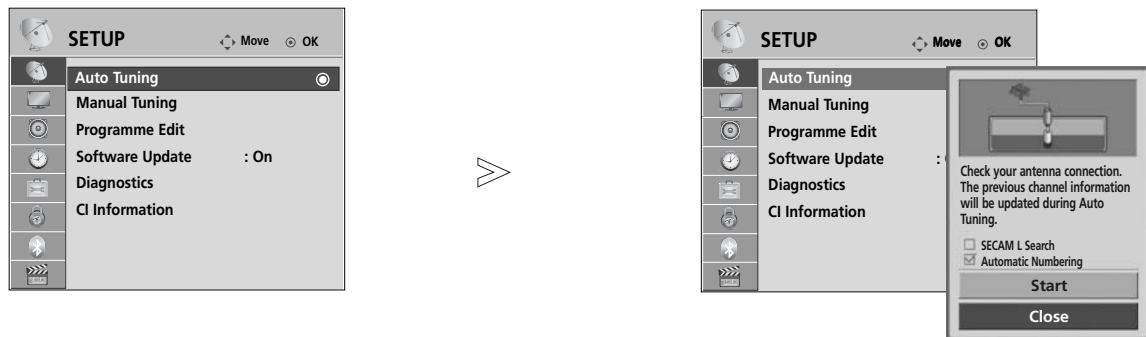 SETUP
Move
OK
Auto Tuning
Manual Tuning
Programme Edit
Software Update : On
Diagnostics
CI Information
SETUP
Move
OK
Auto Tuning
Manual Tuning
Programme Edit
Software Update :
Diagnostics
CI Information
Check your antenna connection.
The previous channel information
will be updated during Auto
Tuning.
SECAM L Search
Automatic Numbering
Start
Close